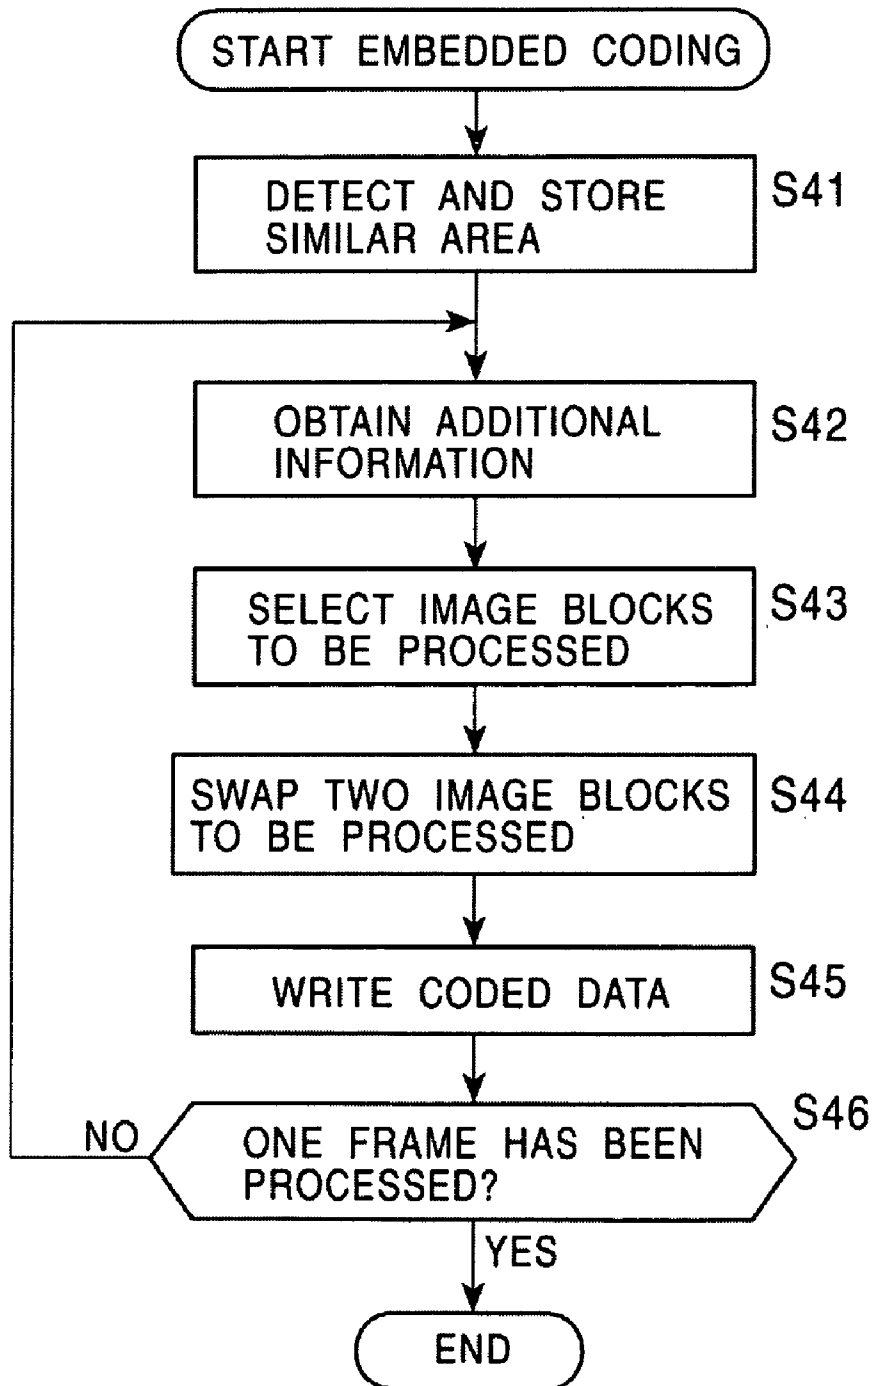 START EMBEDDED CODING
DETECT AND STORE
SIMILAR AREA
S41
OBTAIN ADDITIONAL
INFORMATION
S42
SELECT IMAGE BLOCKS
TO BE PROCESSED
S43
SWAP TWO IMAGE BLOCKS
TO BE PROCESSED
S44
WRITE CODED DATA
S45
ONE FRAME HAS BEEN
PROCESSED?
S46
NO
YES
END